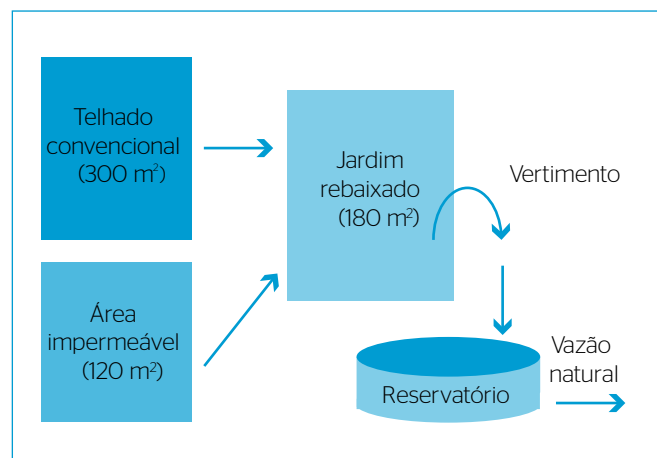 Telhado
convencional
(300 m²)
Jardim
rebaixado
(180 m²)
Vertimento
Área
impermeável
(120 m²)
Vazão
natural
Reservatório